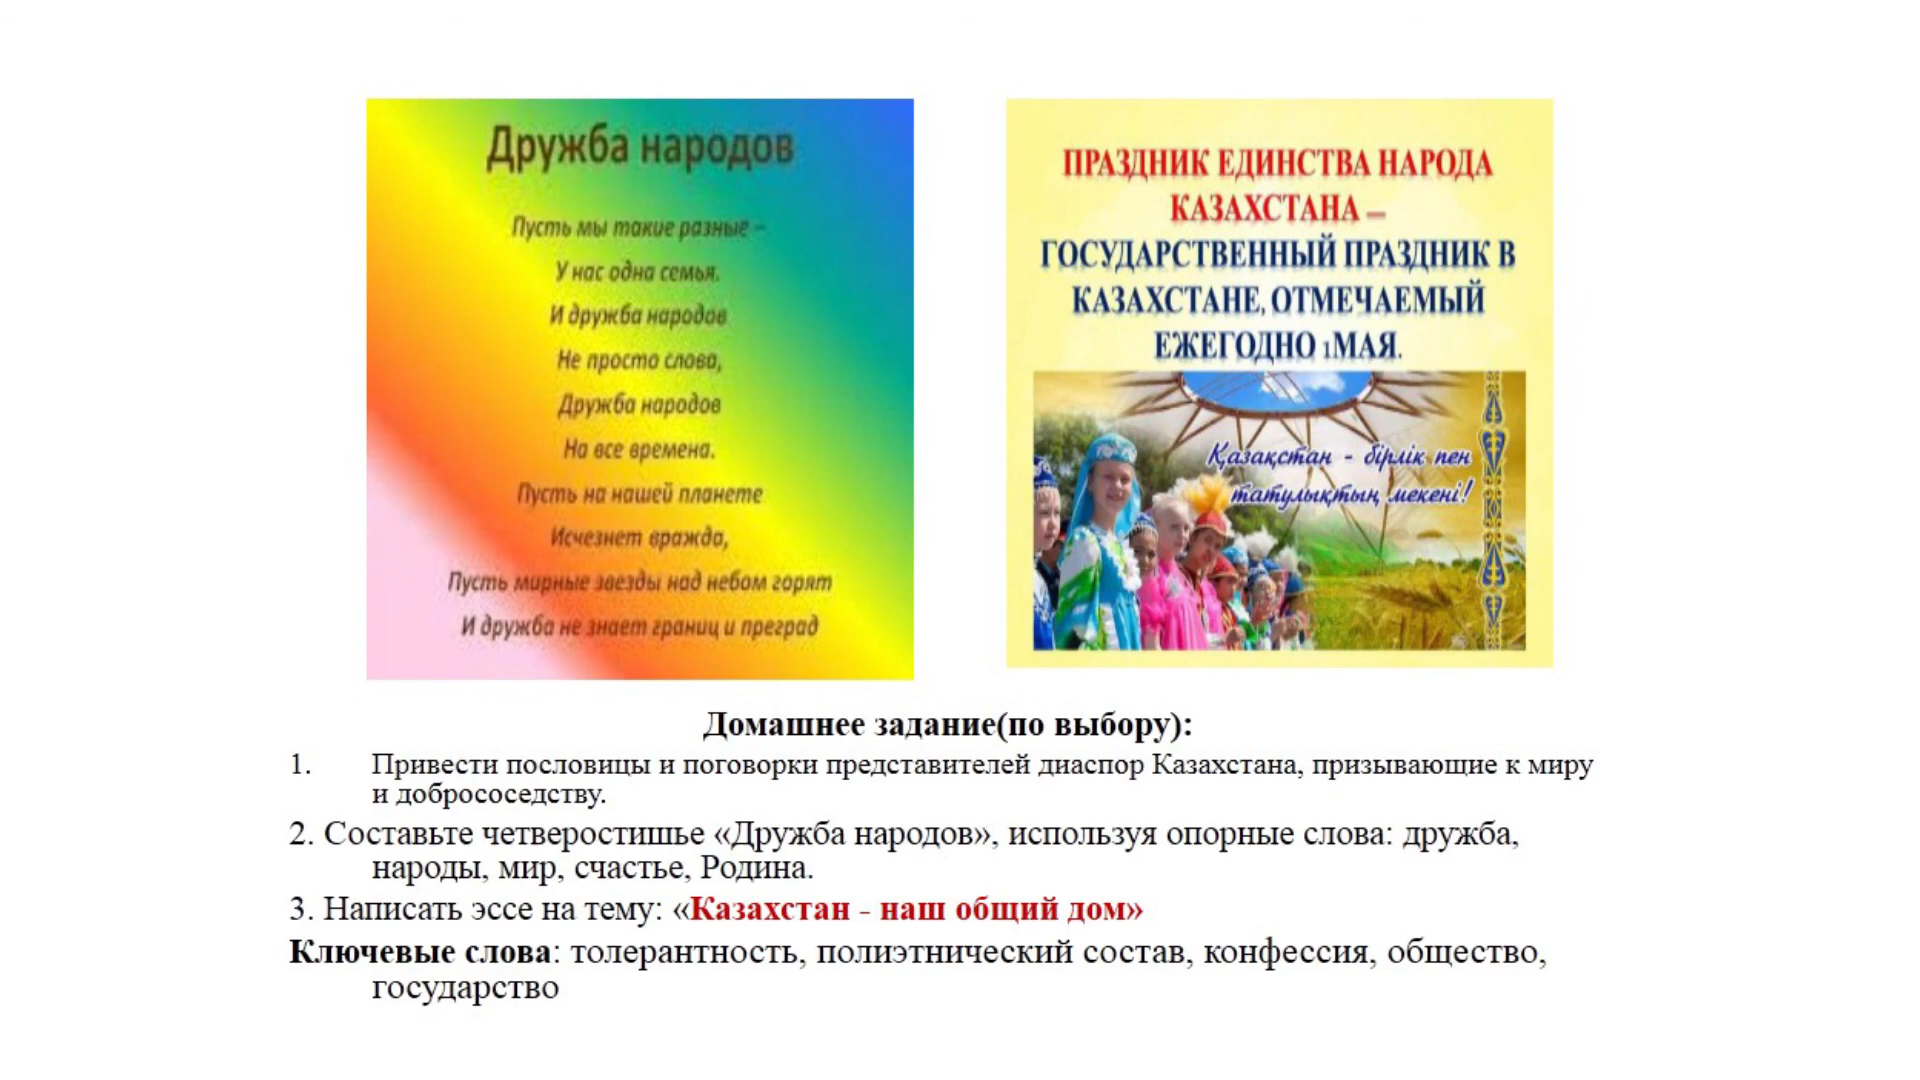 Дружба народов
Пусть мы такие разные –
У нас одна семья.
И дружба народов
Не просто слова,
Дружба народов
На все времена.
Пусть на нашей планете
Исчезнет вражда,
Пусть мирные звезды над небом горят
И дружба не знает границ и преград
ПРАЗДНИК ЕДИНСТВА НАРОДА
КАЗАХСТАНА —
ГОСУДАРСТВЕННЫЙ ПРАЗДНИК В
КАЗАХСТАНЕ, ОТМЕЧАЕМЫЙ
ЕЖЕГОДНО 1МАЯ.
Қазақстан - бірлік пен
татулықтың мекені!
Домашнее задание(по выбору):
1. Привести пословицы и поговорки представителей диаспор Казахстана, призывающие к миру
и добрососедству.
2. Составьте четверостишье «Дружба народов», используя опорные слова: дружба,
народы, мир, счастье, Родина.
3. Написать эссе на тему: «Казахстан - наш общий дом»
Ключевые слова: толерантность, полиэтнический состав, конфессия, общество,
государство